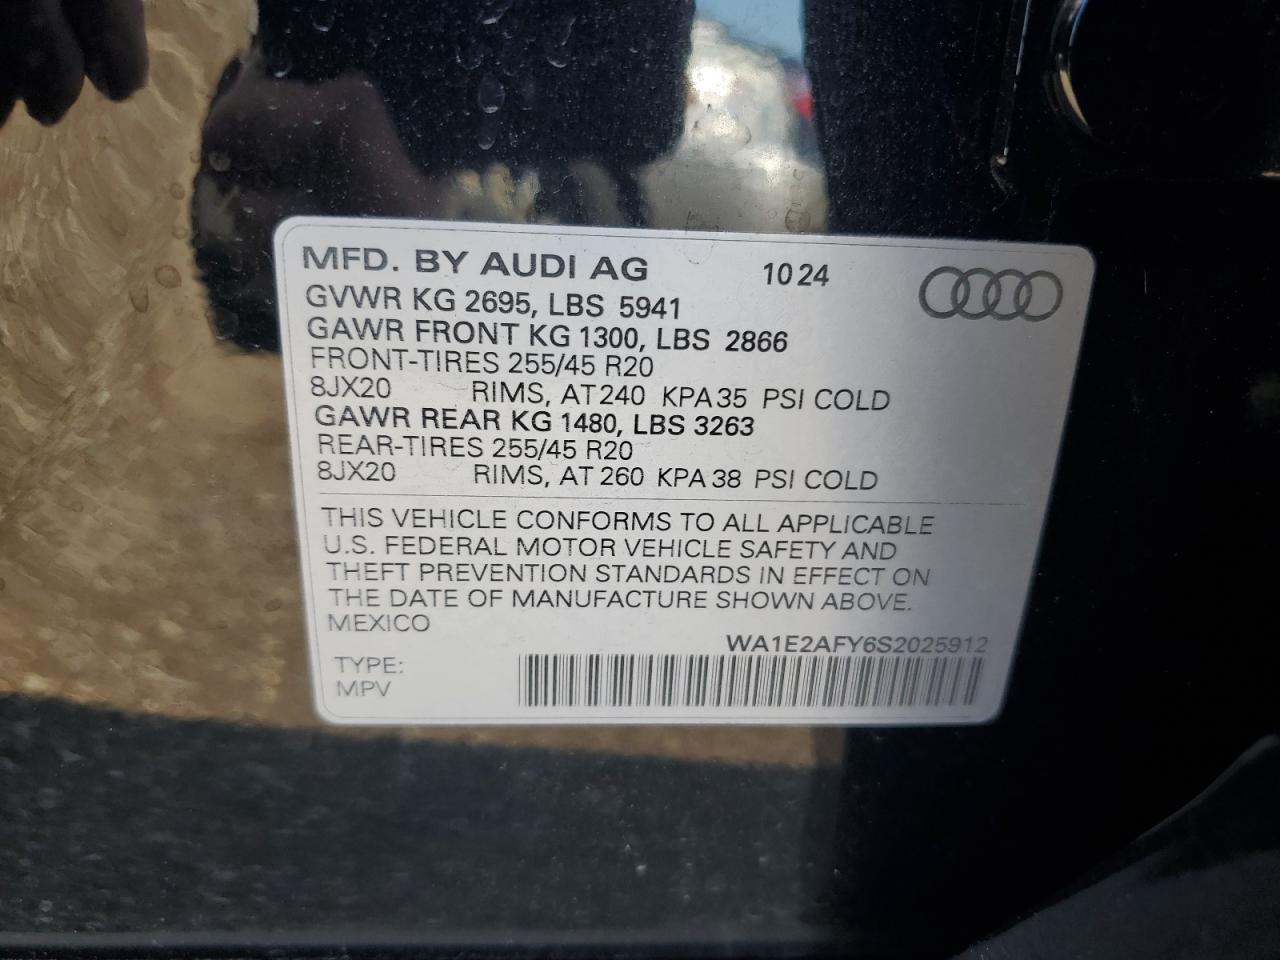 MFD. BY AUDI AG 10 24
GVWR KG 2695, LBS 5941
GAWR FRONT KG 1300, LBS 2866
FRONT-TIRES 255/45 R20
8JX20 RIMS, AT 240 KPA 35 PSI COLD
GAWR REAR KG 1480, LBS 3263
REAR-TIRES 255/45 R20
8JX20 RIMS, AT 260 KPA 38 PSI COLD
THIS VEHICLE CONFORMS TO ALL APPLICABLE
U.S. FEDERAL MOTOR VEHICLE SAFETY AND
THEFT PREVENTION STANDARDS IN EFFECT ON
THE DATE OF MANUFACTURE SHOWN ABOVE.
MEXICO
WA1E2AFY6S2025912
TYPE:
MPV